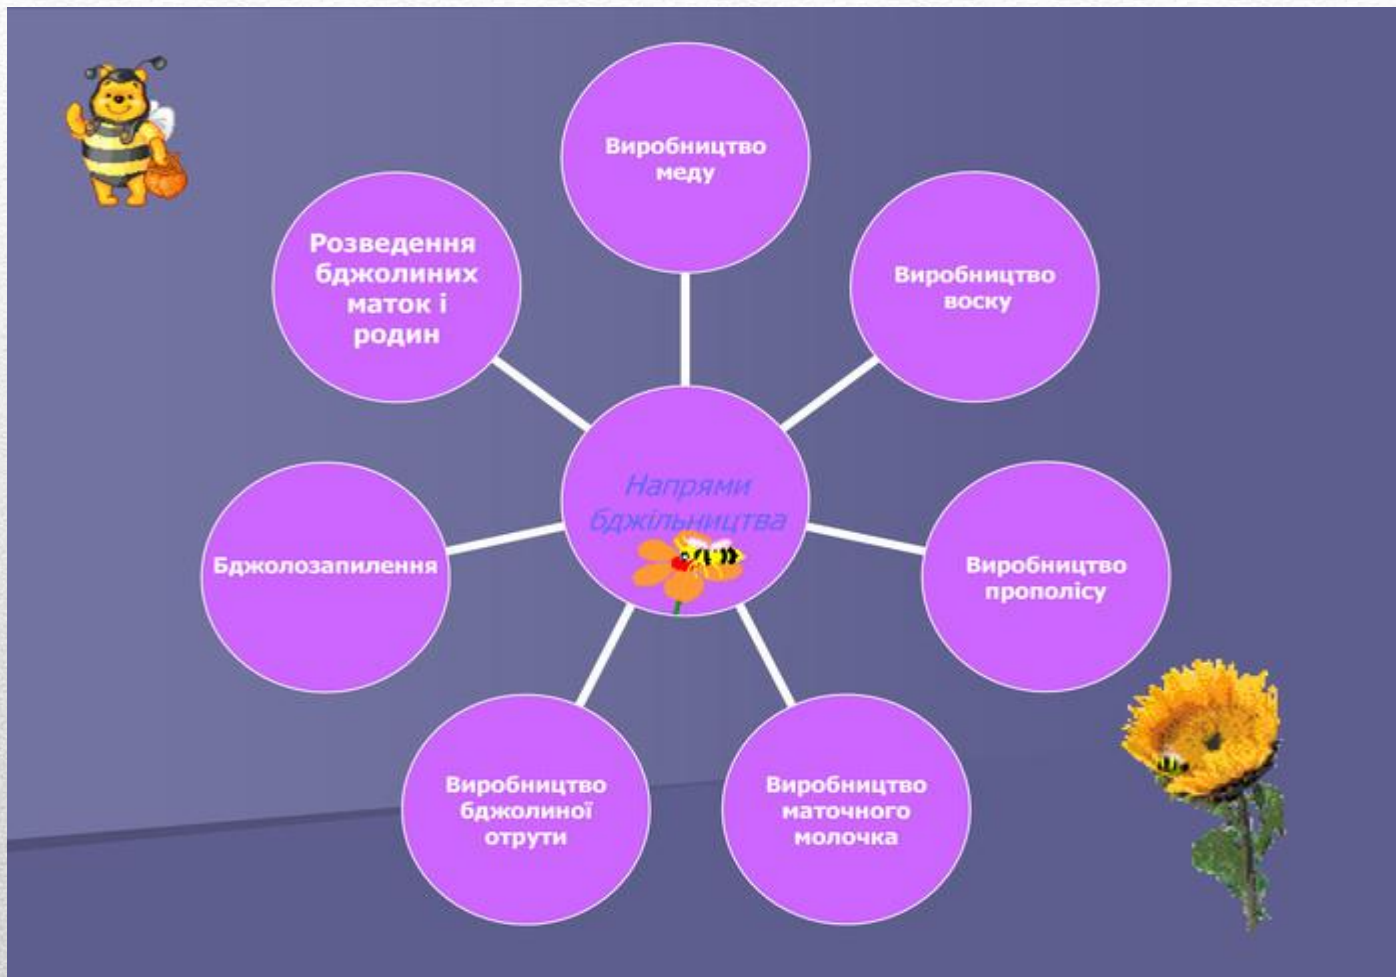 Виробництво
меду
Виробництво
воску
Виробництво
прополісу
Виробництво
маточного
молочка
Виробництво
бджолиної
отрути
Бджолозапилення
Розведення
бджолиних
маток і
родин
Напрями
бджільництва